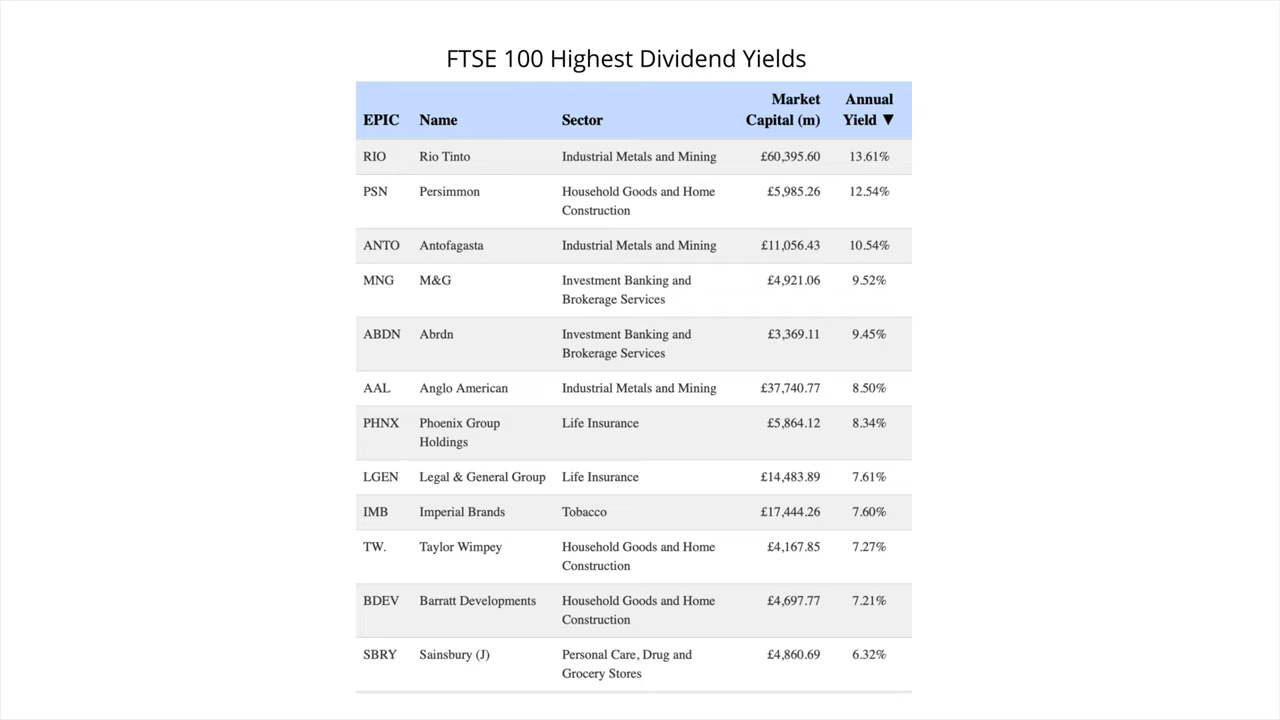 FTSE 100 Highest Dividend Yields
EPIC Name Sector Market Capital (m) Annual Yield ▼
RIO Rio Tinto Industrial Metals and Mining £60,395.60 13.61%
PSN Persimmon Household Goods and Home Construction £5,985.26 12.54%
ANTO Antofagasta Industrial Metals and Mining £11,056.43 10.54%
MNG M&G Investment Banking and Brokerage Services £4,921.06 9.52%
ABDN Abrdn Investment Banking and Brokerage Services £3,369.11 9.45%
AAL Anglo American Industrial Metals and Mining £37,740.77 8.50%
PHNX Phoenix Group Holdings Life Insurance £5,864.12 8.34%
LGEN Legal & General Group Life Insurance £14,483.89 7.61%
IMB Imperial Brands Tobacco £17,444.26 7.60%
TW. Taylor Wimpey Household Goods and Home Construction £4,167.85 7.27%
BDEV Barratt Developments Household Goods and Home Construction £4,697.77 7.21%
SBRY Sainsbury (J) Personal Care, Drug and Grocery Stores £4,860.69 6.32%